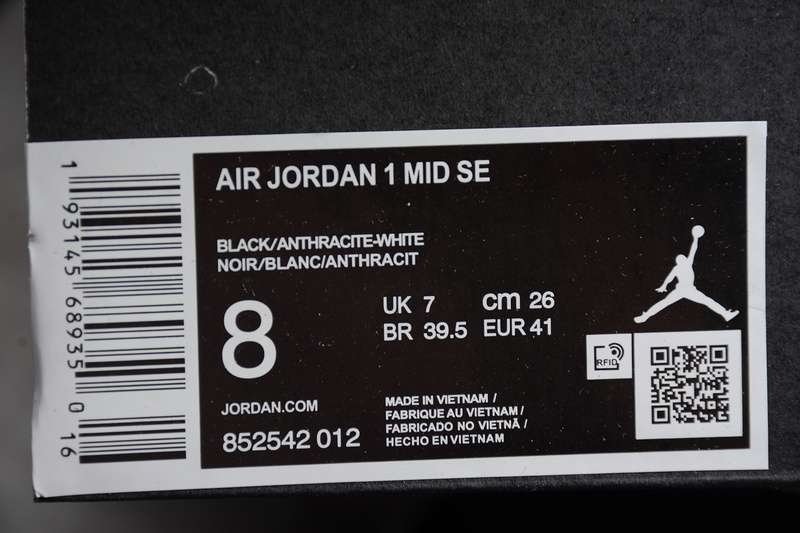 AIR JORDAN 1 MID SE
BLACK/ANTHRACITE-WHITE
NOIR/BLANC/ANTHRACIT
8
UK 7 cm 26
BR 39.5 EUR 41
JORDAN.COM
852542 012
MADE IN VIETNAM /
FABRIQUE AU VIETNAM /
FABRICADO NO VIETNÃ /
HECHO EN VIETNAM
RFID
1 93145 68935 0 16